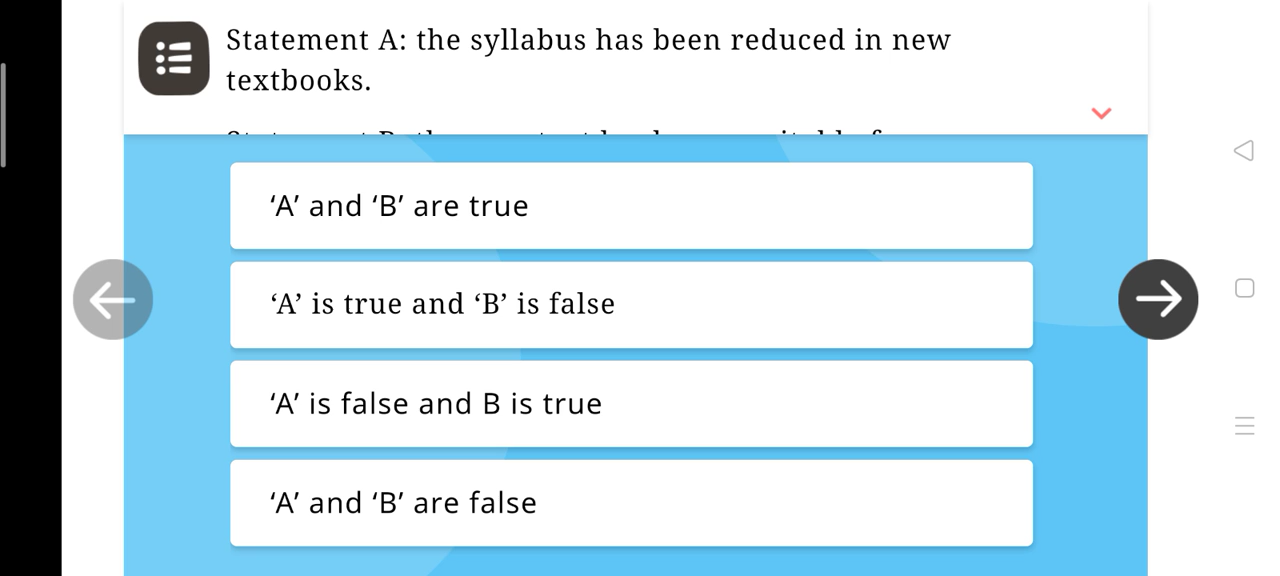 Statement A: the syllabus has been reduced in new
textbooks.
‘A’ and ‘B’ are true
‘A’ is true and ‘B’ is false
‘A’ is false and B is true
‘A’ and ‘B’ are false